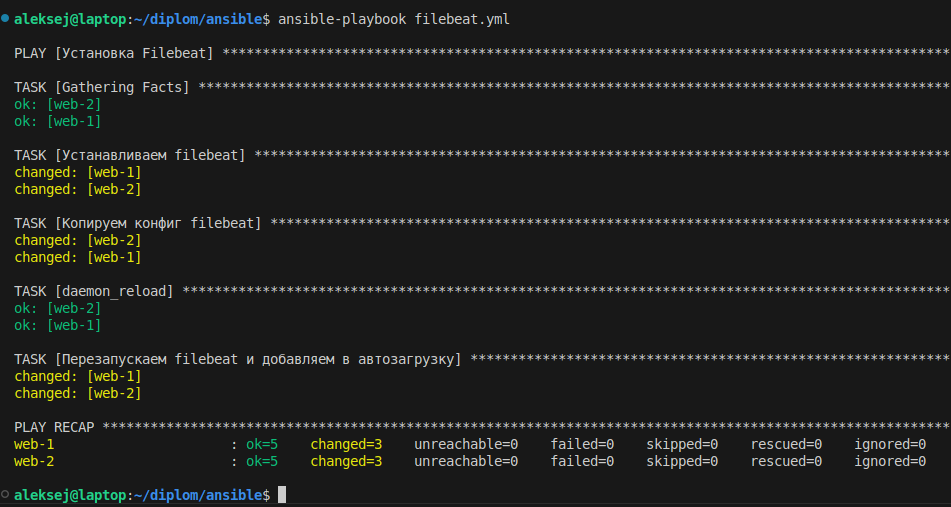 aleksej@laptop:~/diplom/ansible$ ansible-playbook filebeat.yml
PLAY [Установка Filebeat] *******************************************************************************************
TASK [Gathering Facts] **********************************************************************************************
ok: [web-2]
ok: [web-1]
TASK [Устанавливаем filebeat] ***************************************************************************************
changed: [web-1]
changed: [web-2]
TASK [Копируем конфиг filebeat] *************************************************************************************
changed: [web-2]
changed: [web-1]
TASK [daemon_reload] ************************************************************************************************
ok: [web-2]
ok: [web-1]
TASK [Перезапускаем filebeat и добавляем в автозагрузку] ************************************************************
changed: [web-1]
changed: [web-2]
PLAY RECAP **********************************************************************************************************
web-1                      : ok=5    changed=3    unreachable=0    failed=0    skipped=0    rescued=0    ignored=0
web-2                      : ok=5    changed=3    unreachable=0    failed=0    skipped=0    rescued=0    ignored=0
aleksej@laptop:~/diplom/ansible$